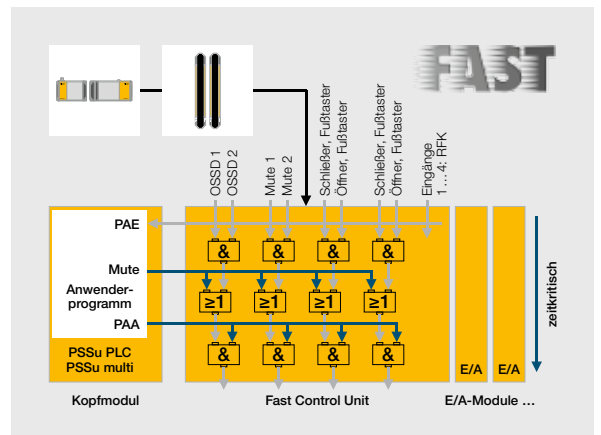 FAST
OSSD 1
OSSD 2
Mute 1
Mute 2
Schließer, Fußtaster
Öffner, Fußtaster
Schließer, Fußtaster
Öffner, Fußtaster
Eingänge
1 … 4: RFK
PAE
& & & &
Mute
Anwender-
programm
≥1 ≥1 ≥1 ≥1
PAA
& & & &
PSSu PLC
PSSu multi
E/A E/A
zeitkritisch
Kopfmodul
Fast Control Unit
E/A-Module …